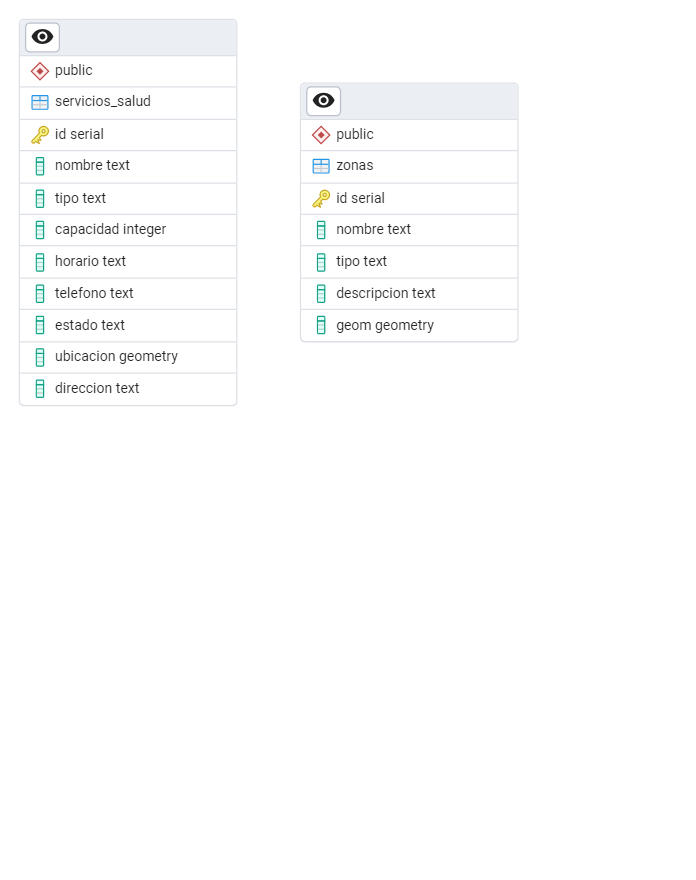 public
servicios_salud
id serial
nombre text
tipo text
capacidad integer
horario text
telefono text
estado text
ubicacion geometry
direccion text
public
zonas
id serial
nombre text
tipo text
descripcion text
geom geometry